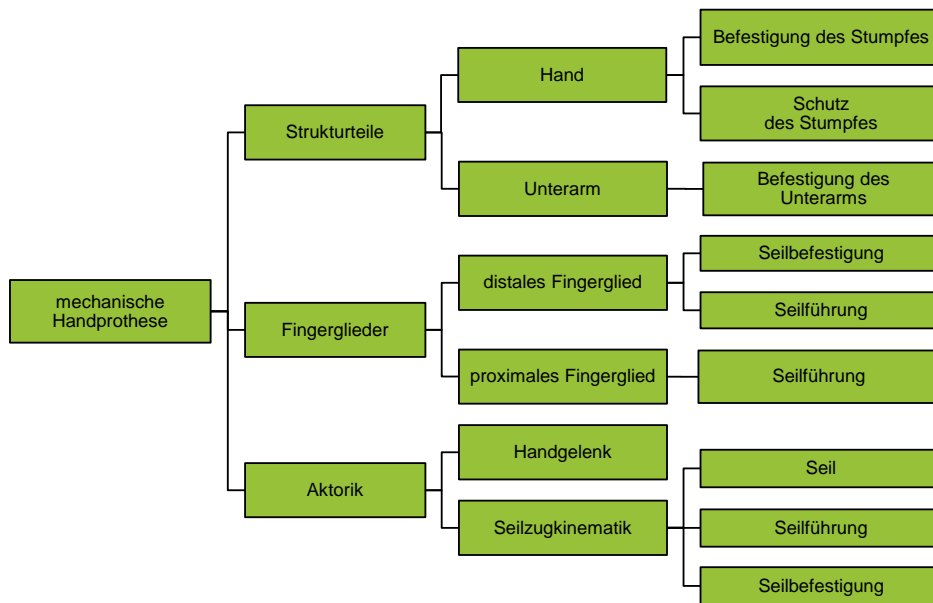 Befestigung des Stumpfes
Hand
Schutz
des Stumpfes
Strukturteile
Unterarm
Befestigung des
Unterarms
mechanische
Handprothese
Fingerglieder
distales Fingerglied
Seilbefestigung
Seilführung
proximales Fingerglied
Seilführung
Aktorik
Handgelenk
Seilzugkinematik
Seil
Seilführung
Seilbefestigung